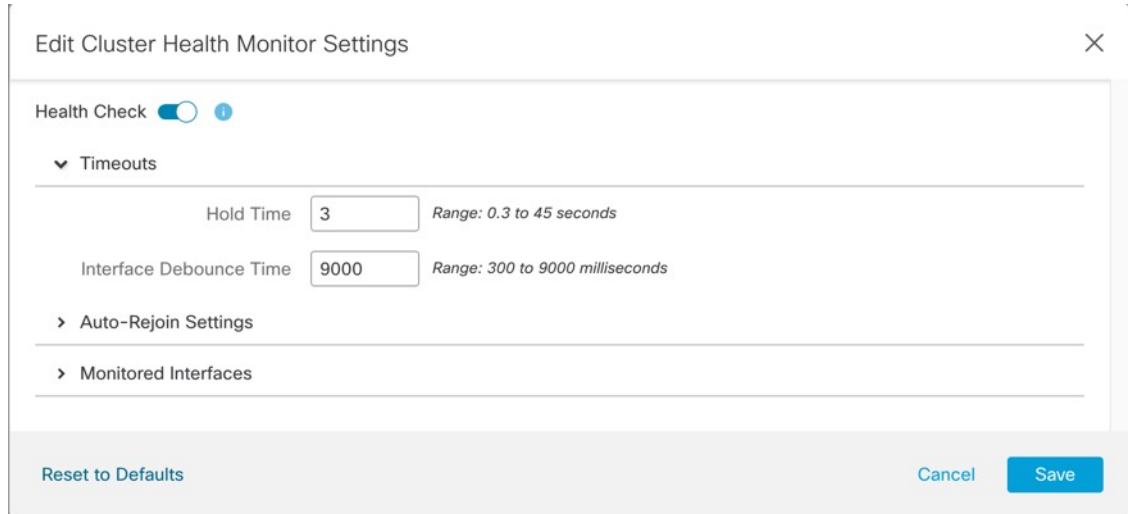 Edit Cluster Health Monitor Settings
Health Check
Timeouts
Hold Time 3 Range: 0.3 to 45 seconds
Interface Debounce Time 9000 Range: 300 to 9000 milliseconds
Auto-Rejoin Settings
Monitored Interfaces
Reset to Defaults Cancel Save